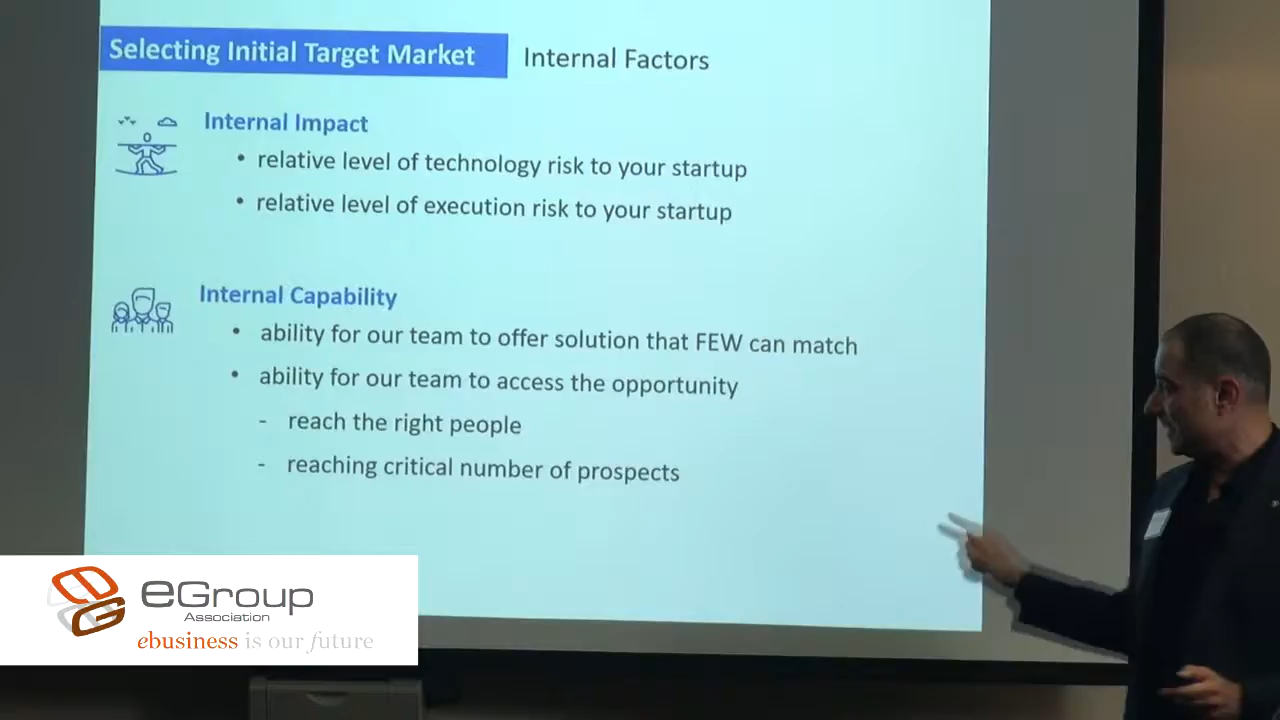 Selecting Initial Target Market Internal Factors
Internal Impact
• relative level of technology risk to your startup
• relative level of execution risk to your startup
Internal Capability
• ability for our team to offer solution that FEW can match
• ability for our team to access the opportunity
- reach the right people
- reaching critical number of prospects
eGroup
Association
ebusiness is our future